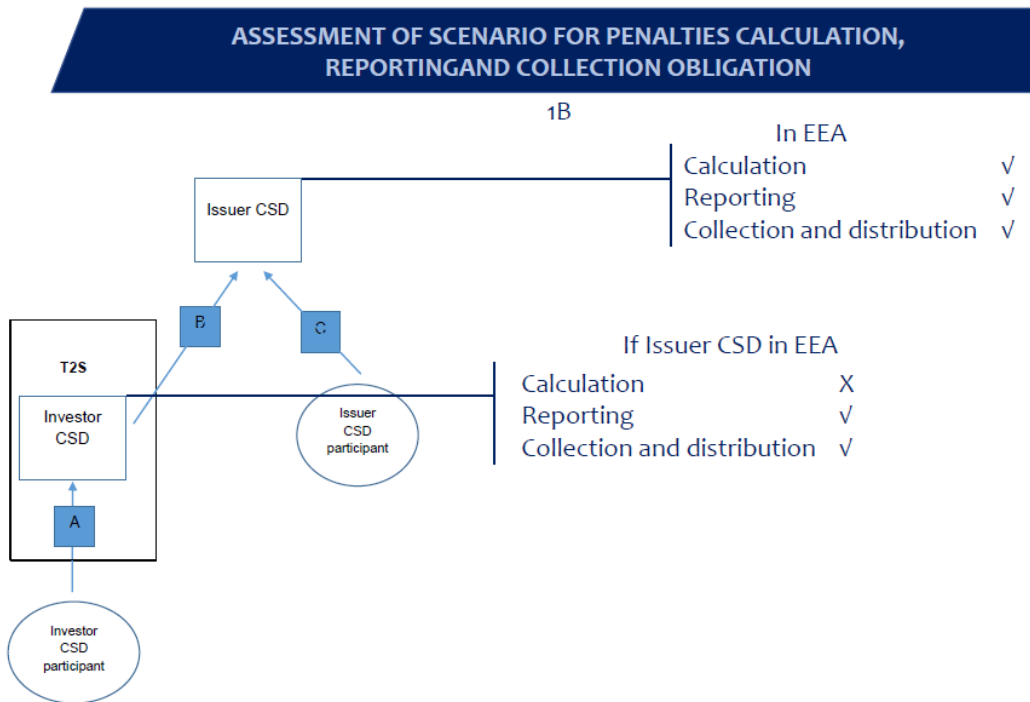 ASSESSMENT OF SCENARIO FOR PENALTIES CALCULATION,
REPORTINGAND COLLECTION OBLIGATION
1B
In EEA
Calculation √
Reporting √
Collection and distribution √
Issuer CSD
B
C
T2S
Investor
CSD
Issuer
CSD
participant
If Issuer CSD in EEA
Calculation X
Reporting √
Collection and distribution √
A
Investor
CSD
participant